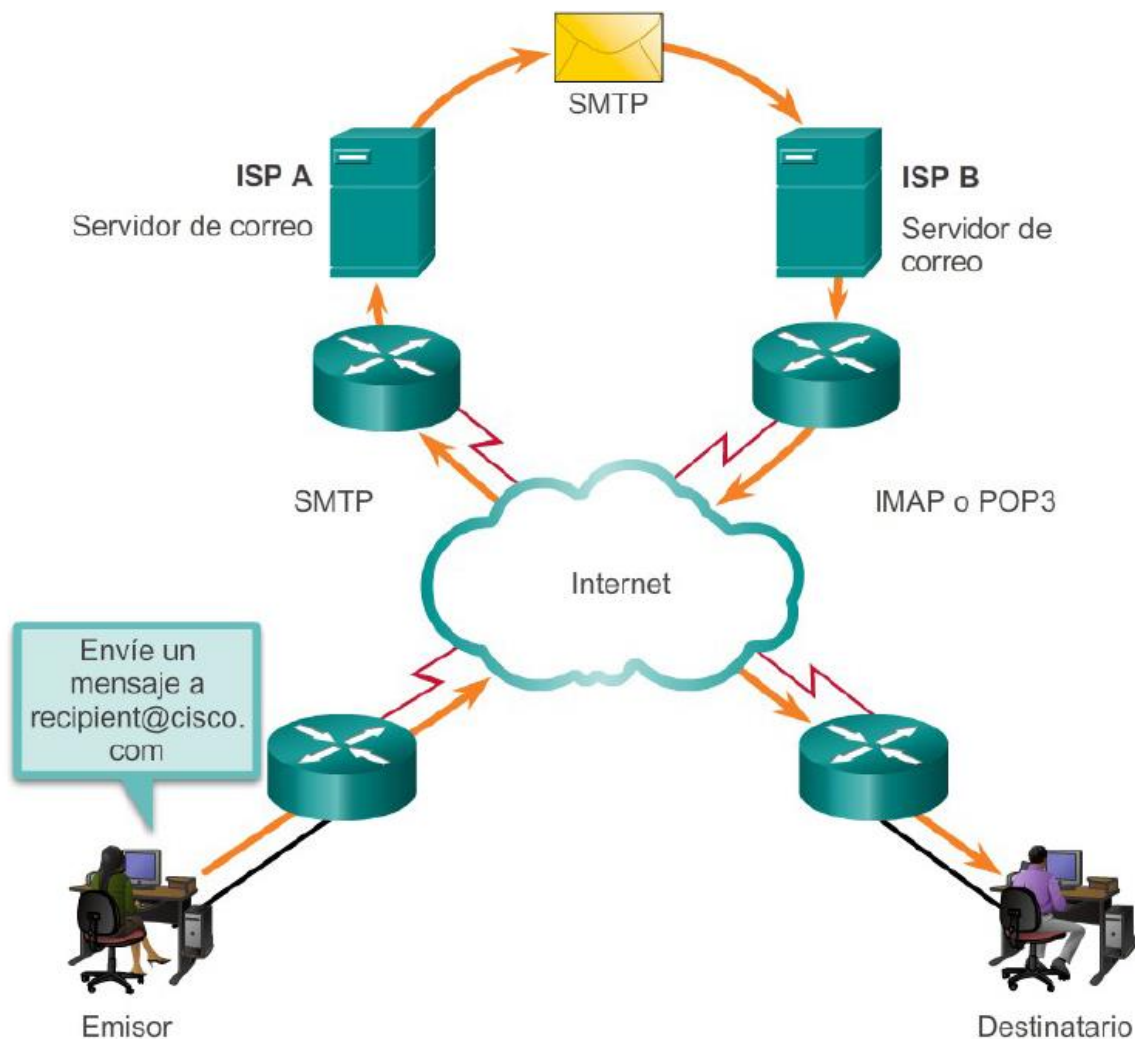 SMTP
ISP A
Servidor de correo
ISP B
Servidor de
correo
SMTP
IMAP o POP3
Internet
Envíe un
mensaje a
recipient@cisco.
com
Emisor
Destinatario